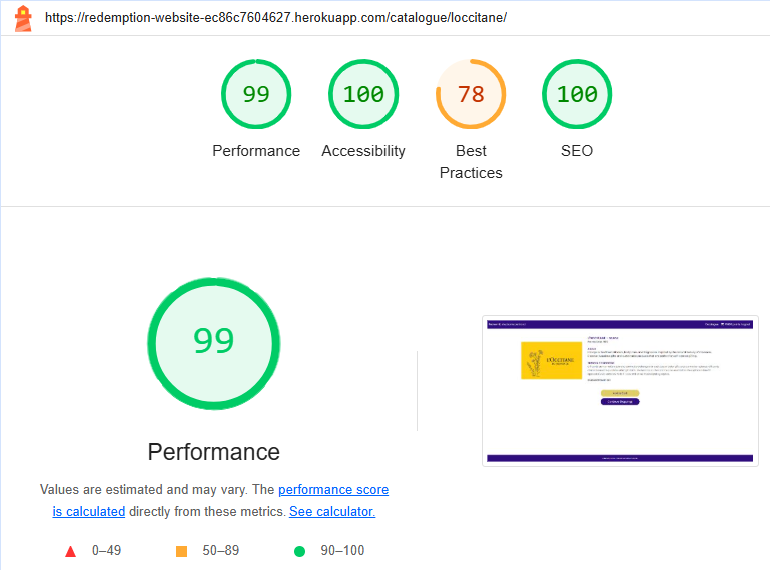 https://redemption-website-ec86c7604627.herokuapp.com/catalogue/loccitane/
99
100
78
100
Performance
Accessibility
Best
Practices
SEO
99
Performance
Values are estimated and may vary. The performance score
is calculated directly from these metrics. See calculator.
0–49
50–89
90–100
L'OCCITANE